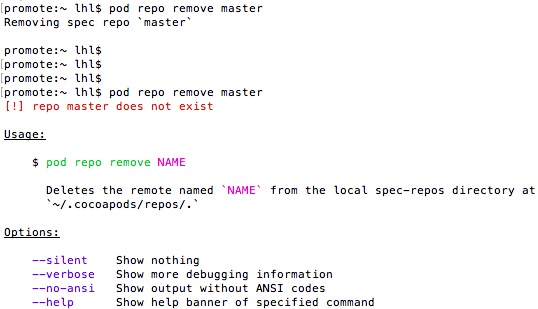 [promote:~ lhl$ pod repo remove master
Removing spec repo `master`
[promote:~ lhl$
[promote:~ lhl$
[promote:~ lhl$
[promote:~ lhl$ pod repo remove master
[!] repo master does not exist
Usage:
$ pod repo remove NAME
Deletes the remote named `NAME` from the local spec-repos directory at
`~/.cocoapods/repos/.`
Options:
--silent Show nothing
--verbose Show more debugging information
--no-ansi Show output without ANSI codes
--help Show help banner of specified command